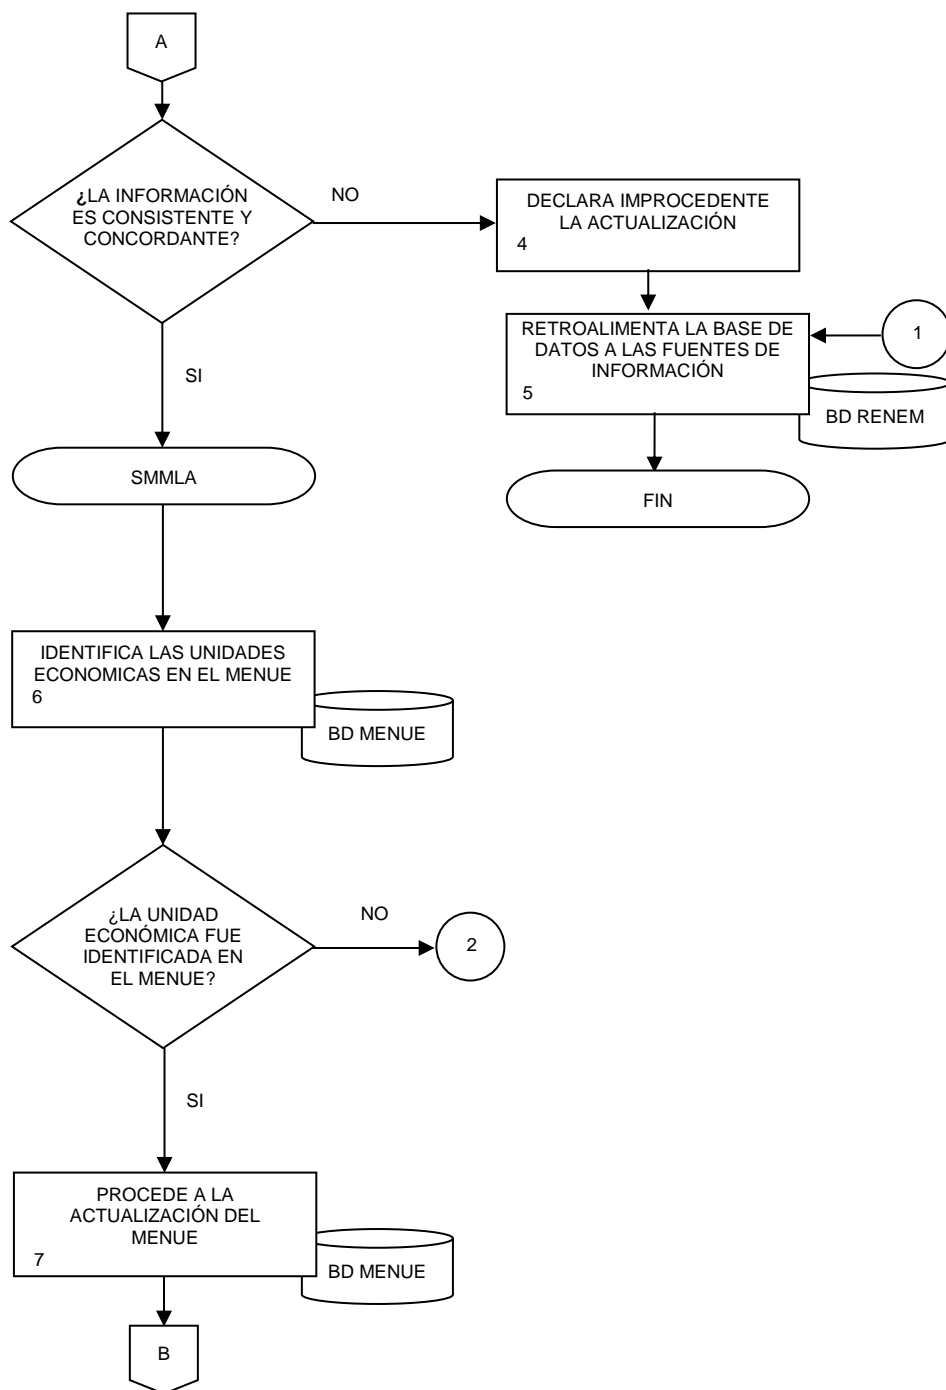 A
¿LA INFORMACIÓN
ES CONSISTENTE Y
CONCORDANTE?
NO
DECLARA IMPROCEDENTE
LA ACTUALIZACIÓN
4
RETROALIMENTA LA BASE DE
DATOS A LAS FUENTES DE
INFORMACIÓN
5
1
BD RENEM
SI
SMMLA
FIN
IDENTIFICA LAS UNIDADES
ECONOMICAS EN EL MENUE
6
BD MENUE
¿LA UNIDAD
ECONÓMICA FUE
IDENTIFICADA EN
EL MENUE?
NO
2
SI
PROCEDE A LA
ACTUALIZACIÓN DEL
MENUE
7
BD MENUE
B